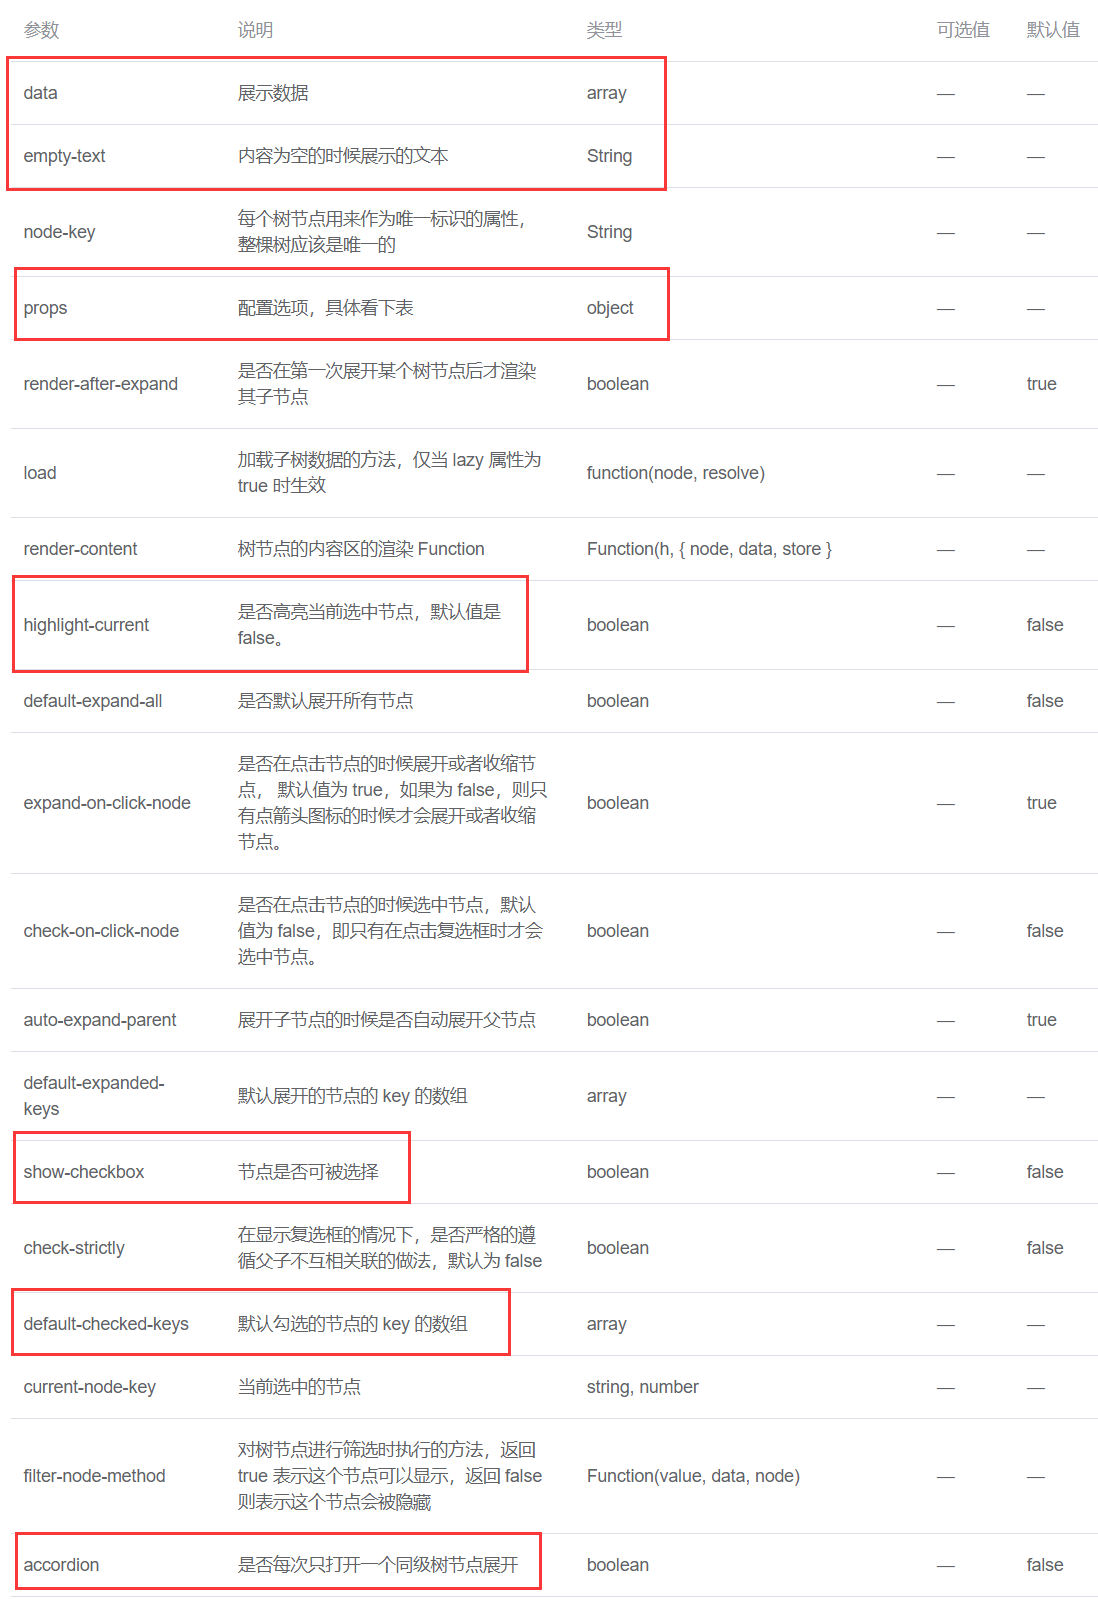 参数 说明 类型 可选值 默认值
data 展示数据 array — —
empty-text 内容为空的时候展示的文本 String — —
node-key 每个树节点用来作为唯一标识的属性， String — —
整棵树应该是唯一的
props 配置选项，具体看下表 object — —
render-after-expand 是否在第一次展开某个树节点后才渲染 boolean — true
其子节点
load 加载子树数据的方法，仅当 lazy 属性为 function(node, resolve) — —
true 时生效
render-content 树节点的内容区的渲染 Function Function(h, { node, data, store } — —
highlight-current 是否高亮当前选中节点，默认值是 boolean — false
false。
default-expand-all 是否默认展开所有节点 boolean — false
是否在点击节点的时候展开或者收缩节
点， 默认值为 true，如果为 false，则只
expand-on-click-node boolean — true
有点箭头图标的时候才会展开或者收缩
节点。
是否在点击节点的时候选中节点，默认
check-on-click-node 值为 false，即只有在点击复选框时才会 boolean — false
选中节点。
auto-expand-parent 展开子节点的时候是否自动展开父节点 boolean — true
default-expanded-
keys 默认展开的节点的 key 的数组 array — —
show-checkbox 节点是否可被选择 boolean — false
check-strictly 在显示复选框的情况下，是否严格的遵 boolean — false
循父子不互相关联的做法，默认为 false
default-checked-keys 默认勾选的节点的 key 的数组 array — —
current-node-key 当前选中的节点 string, number — —
对树节点进行筛选时执行的方法，返回
filter-node-method true 表示这个节点可以显示，返回 false Function(value, data, node) — —
则表示这个节点会被隐藏
accordion 是否每次只打开一个同级树节点展开 boolean — false